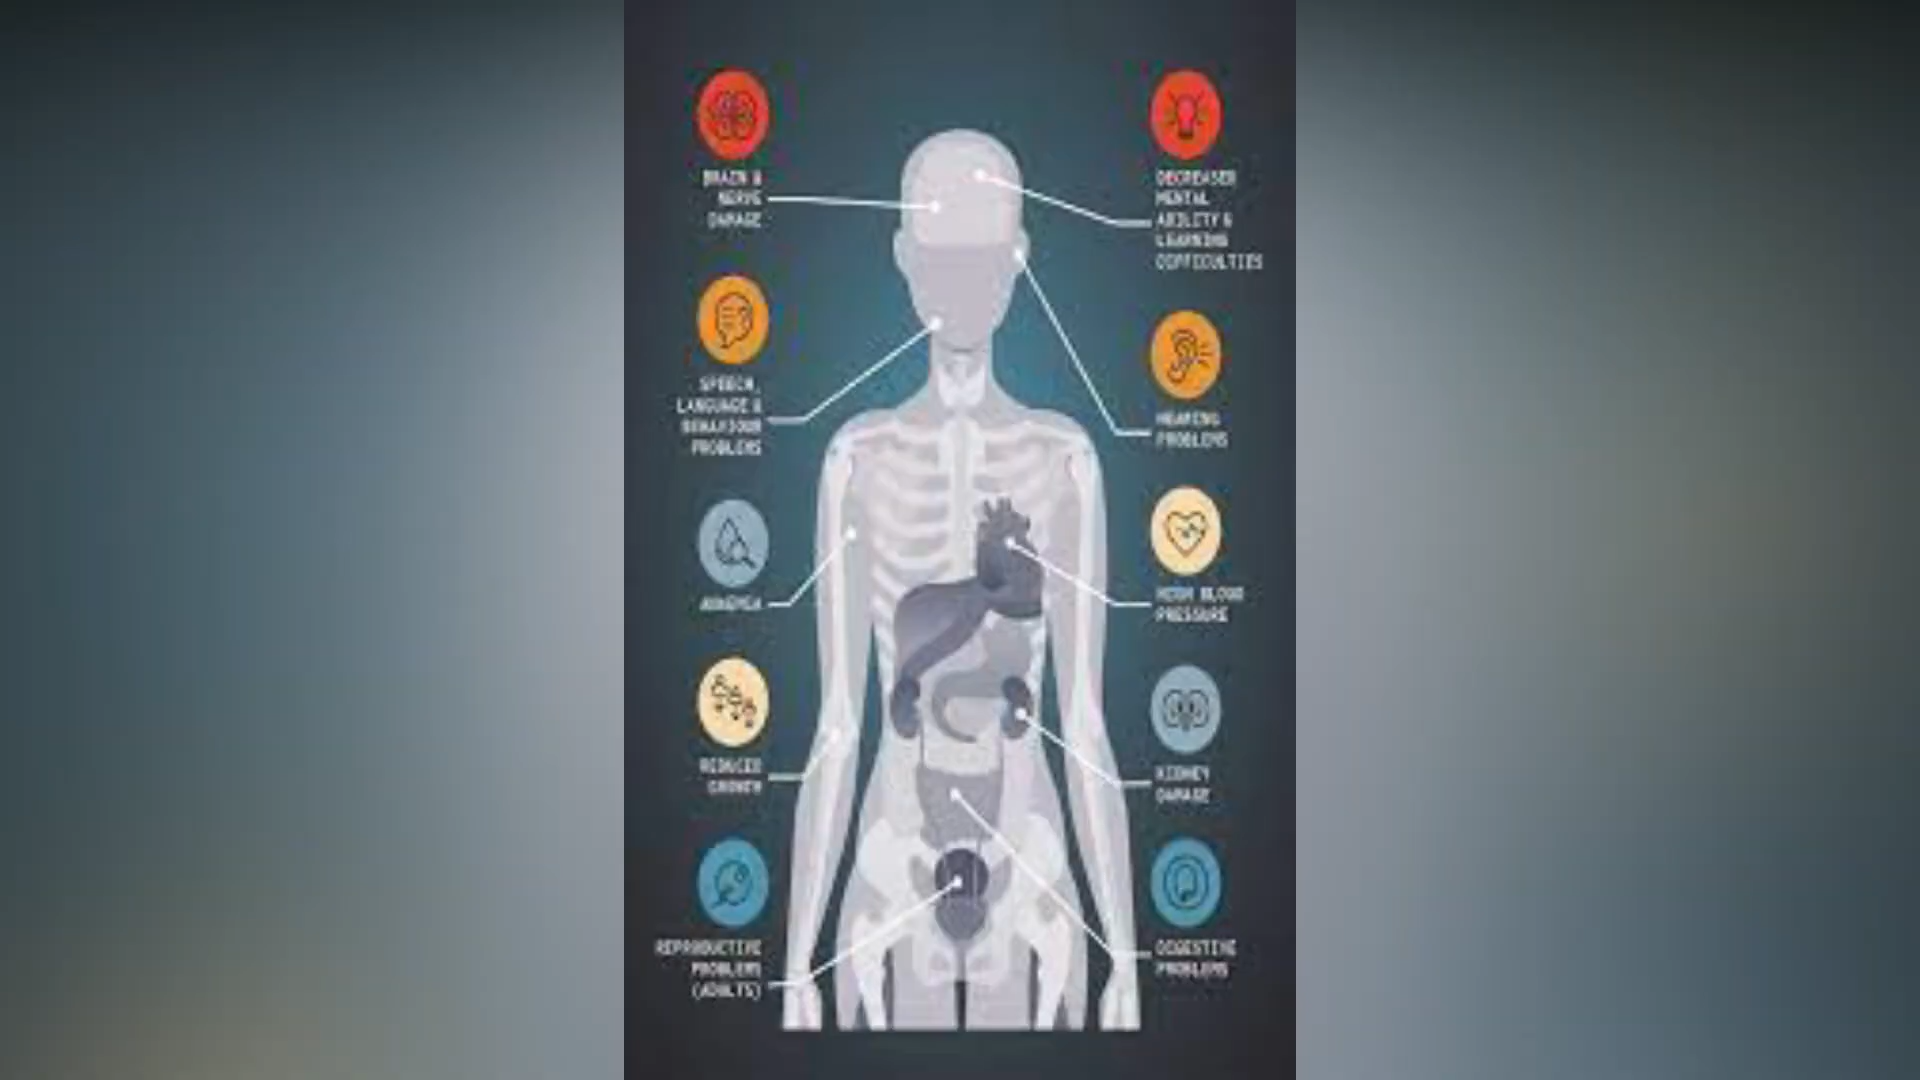 BRAIN &
NERVE
DAMAGE
DECREASED
MENTAL
ABILITY &
LEARNING
DIFFICULTIES
SPEECH,
LANGUAGE &
BEHAVIOUR
PROBLEMS
HEARING
PROBLEMS
ANAEMIA
HIGH BLOOD
PRESSURE
REDUCED
GROWTH
KIDNEY
DAMAGE
REPRODUCTIVE
PROBLEMS
(ADULTS)
DIGESTIVE
PROBLEMS